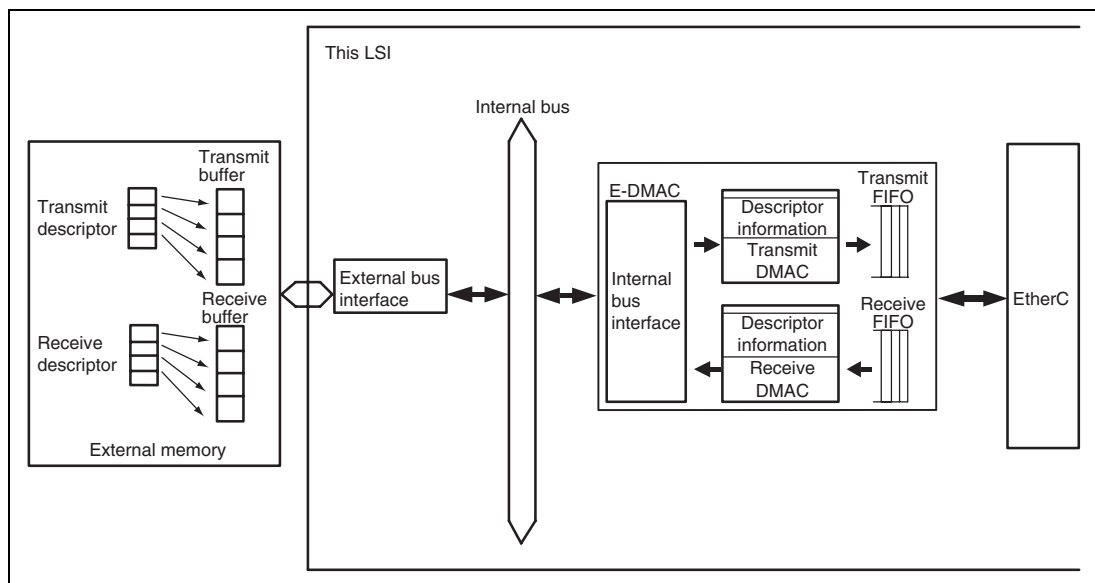 This LSI
Internal bus
Transmit
buffer
Transmit
descriptor
Receive
buffer
Receive
descriptor
External memory
External bus
interface
E-DMAC
Internal
bus
interface
Descriptor
information
Transmit
DMAC
Transmit
FIFO
Descriptor
information
Receive
DMAC
Receive
FIFO
EtherC